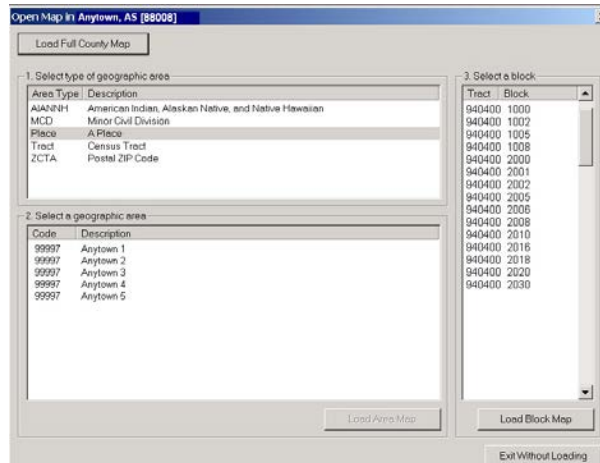 Open Map in Anytown, AS [88008]
Load Full County Map
1. Select type of geographic area
Area Type Description
AIANNH American Indian, Alaskan Native, and Native Hawaiian
MCD Minor Civil Division
Place A Place
Tract Census Tract
ZCTA Postal ZIP Code
2. Select a geographic area
Code Description
99997 Anytown 1
99997 Anytown 2
99997 Anytown 3
99997 Anytown 4
99997 Anytown 5
Load Area Map
3. Select a block
Tract Block
940400 1000
940400 1002
940400 1005
940400 1008
940400 2000
940400 2001
940400 2002
940400 2005
940400 2006
940400 2008
940400 2010
940400 2016
940400 2018
940400 2020
940400 2030
Load Block Map
Exit Without Loading